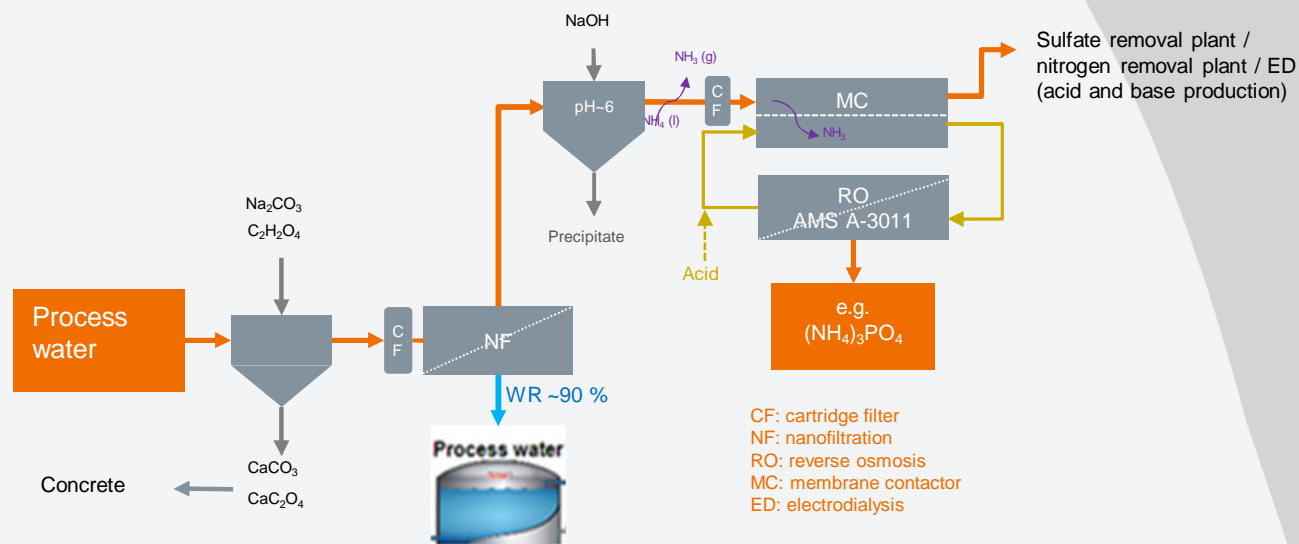 NaOH
NH₃ (g)
pH~6
NH₄ (l)
C
F
MC
NH₃
Sulfate removal plant /
nitrogen removal plant / ED
(acid and base production)
RO
AMS A-3011
Precipitate
Acid
Na₂CO₃
C₂H₂O₄
Process
water
C
F
NF
e.g.
(NH₄)₃PO₄
WR ~90 %
Process water
CaCO₃
CaC₂O₄
Concrete
CF: cartridge filter
NF: nanofiltration
RO: reverse osmosis
MC: membrane contactor
ED: electrodialysis